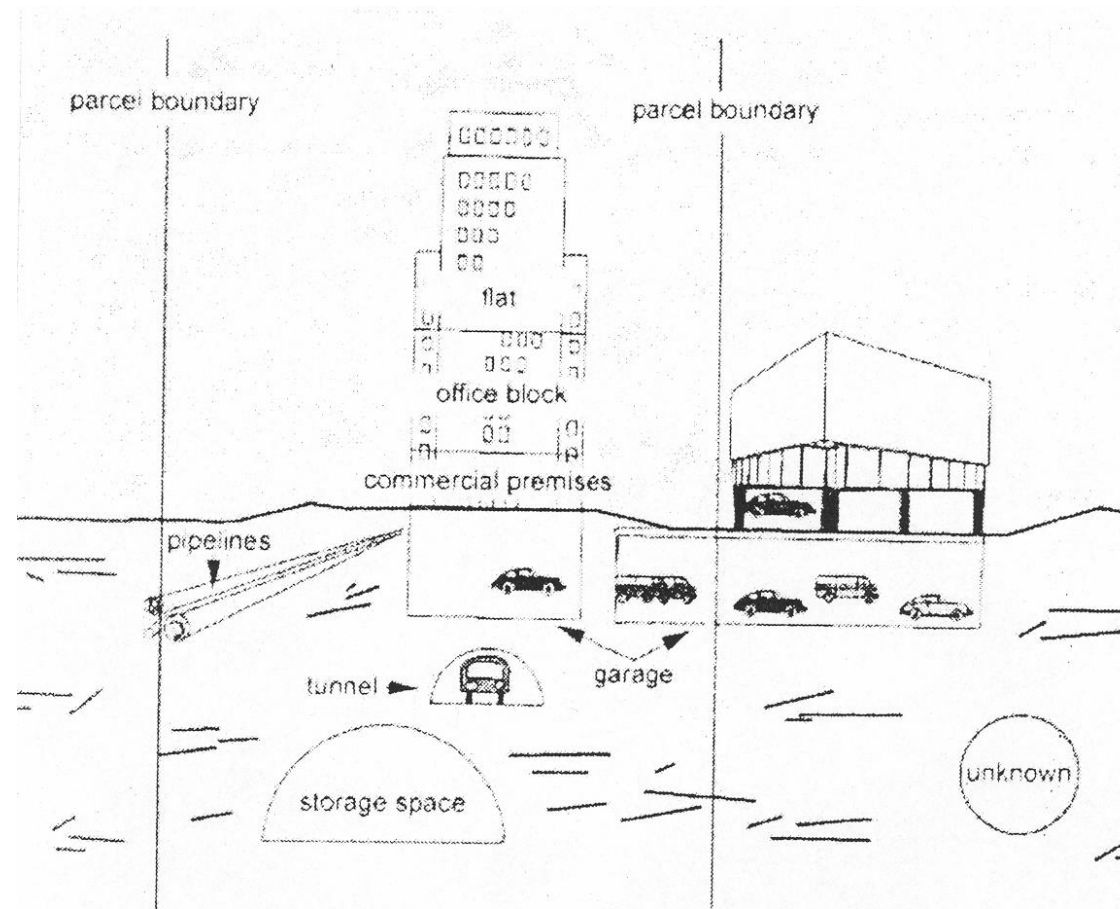 parcel boundary
parcel boundary
flat
office block
commercial premises
pipelines
garage
tunnel
storage space
unknown